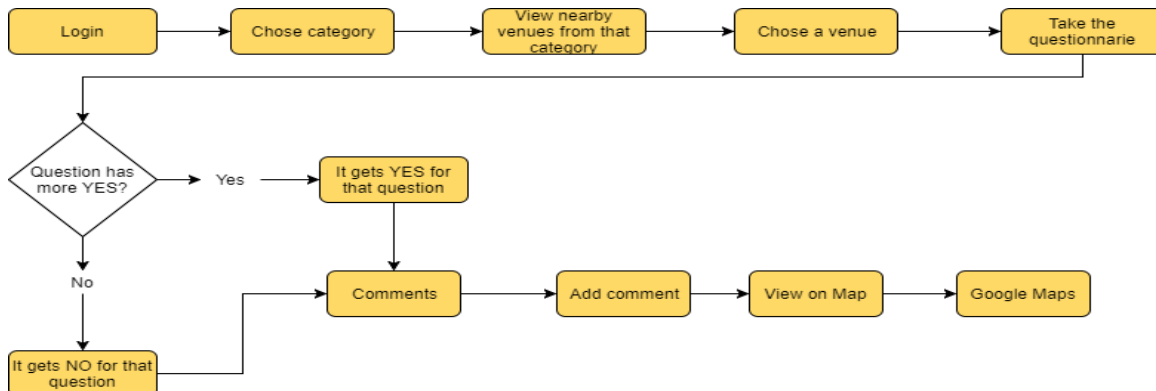 Login
Chose category
View nearby
venues from that
category
Chose a venue
Take the
questionnarie
Question has
more YES?
Yes
It gets YES for
that question
No
Comments
Add comment
View on Map
Google Maps
It gets NO for that
question